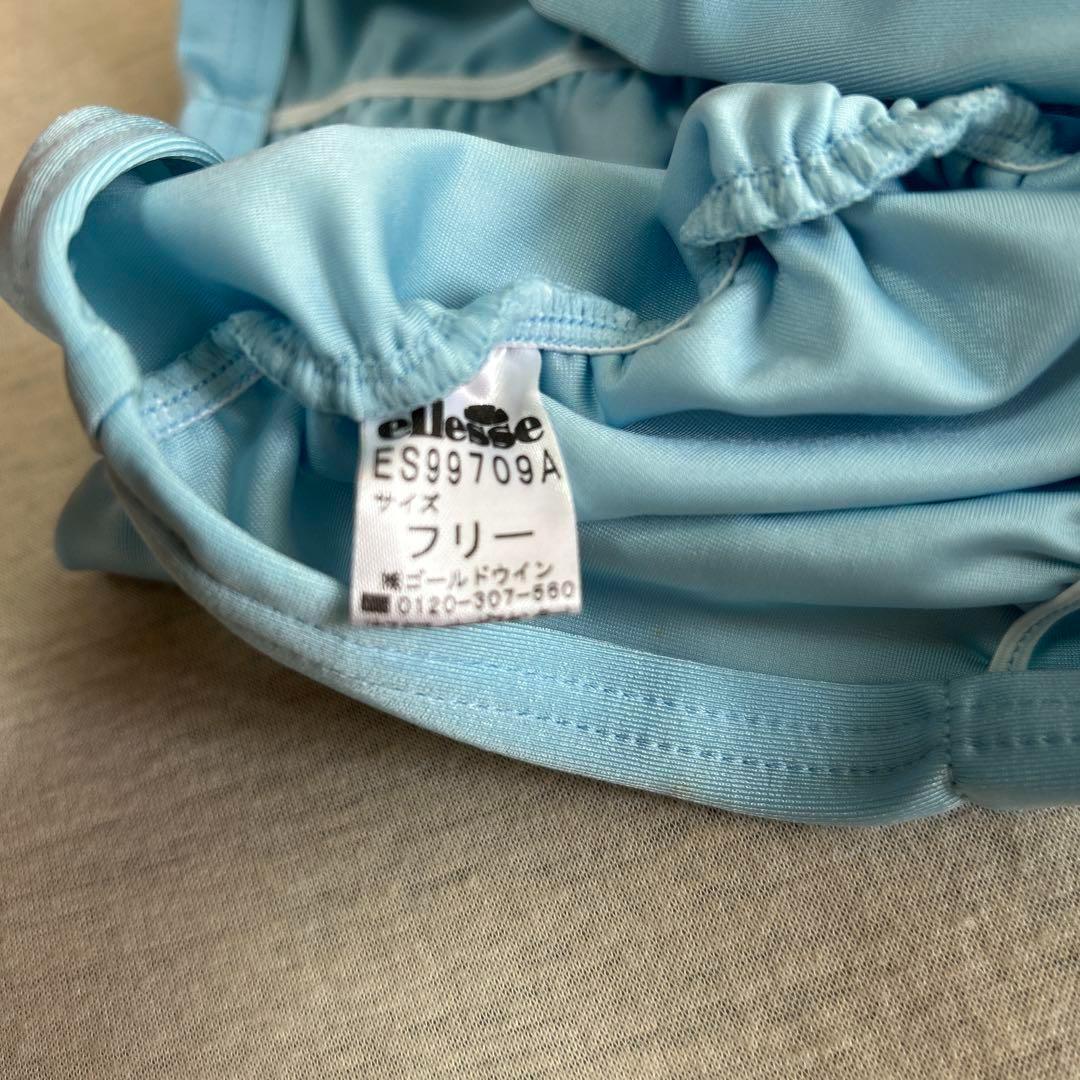 ellesse
ES99709A
サイズ
フリー
㈱ゴールドウイン
0120-307-560